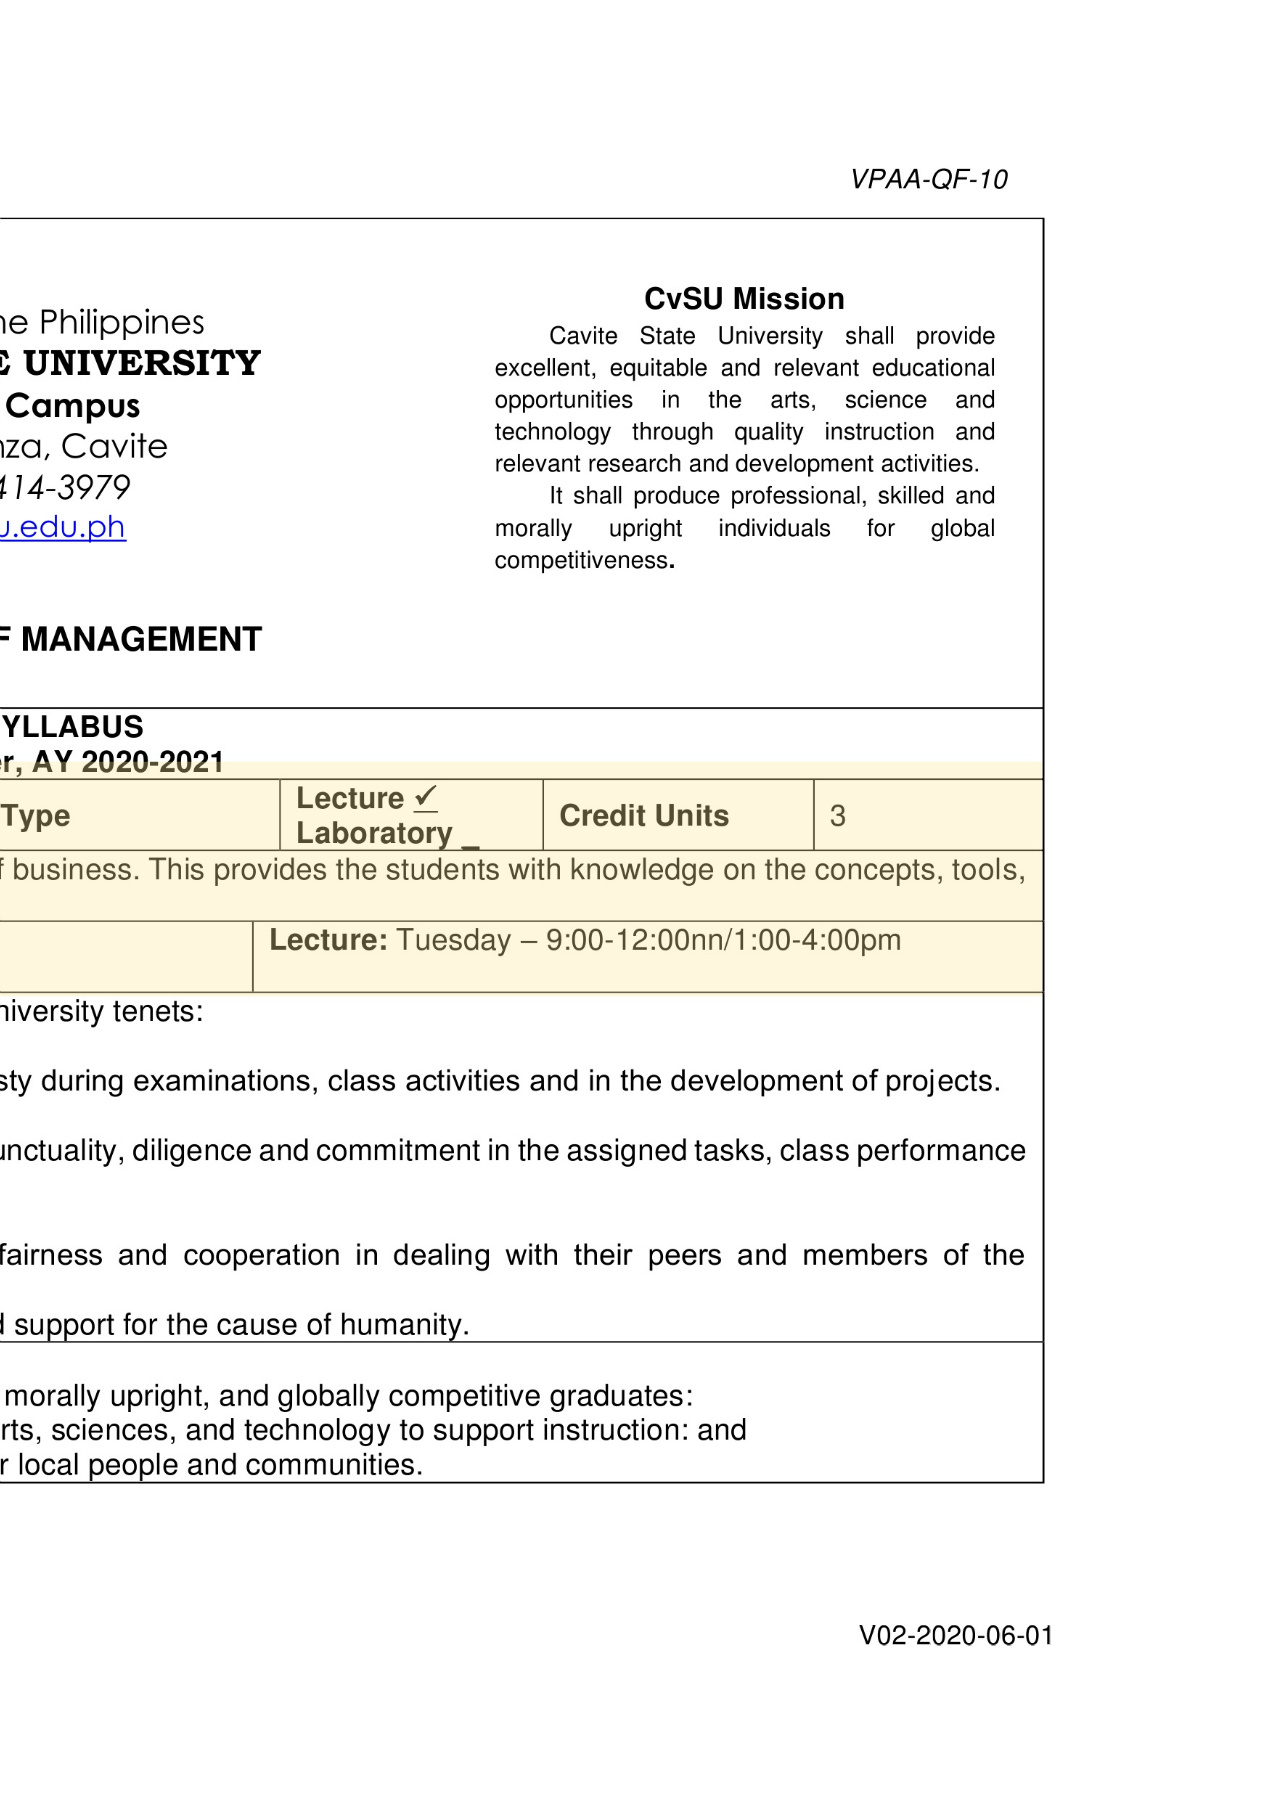 VPAA-QF-10
ne Philippines
E UNIVERSITY
Campus
nza, Cavite
414-3979
u.edu.ph
F MANAGEMENT
CvSU Mission
Cavite State University shall provide
excellent, equitable and relevant educational
opportunities in the arts, science and
technology through quality instruction and
relevant research and development activities.
It shall produce professional, skilled and
morally upright individuals for global
competitiveness.
YLLABUS
er, AY 2020-2021
Type
Lecture ✓
Laboratory _
Credit Units
3
f business. This provides the students with knowledge on the concepts, tools,
Lecture: Tuesday – 9:00-12:00nn/1:00-4:00pm
niversity tenets:
sty during examinations, class activities and in the development of projects.
unctuality, diligence and commitment in the assigned tasks, class performance
fairness and cooperation in dealing with their peers and members of the
d support for the cause of humanity.
morally upright, and globally competitive graduates:
rts, sciences, and technology to support instruction: and
r local people and communities.
V02-2020-06-01